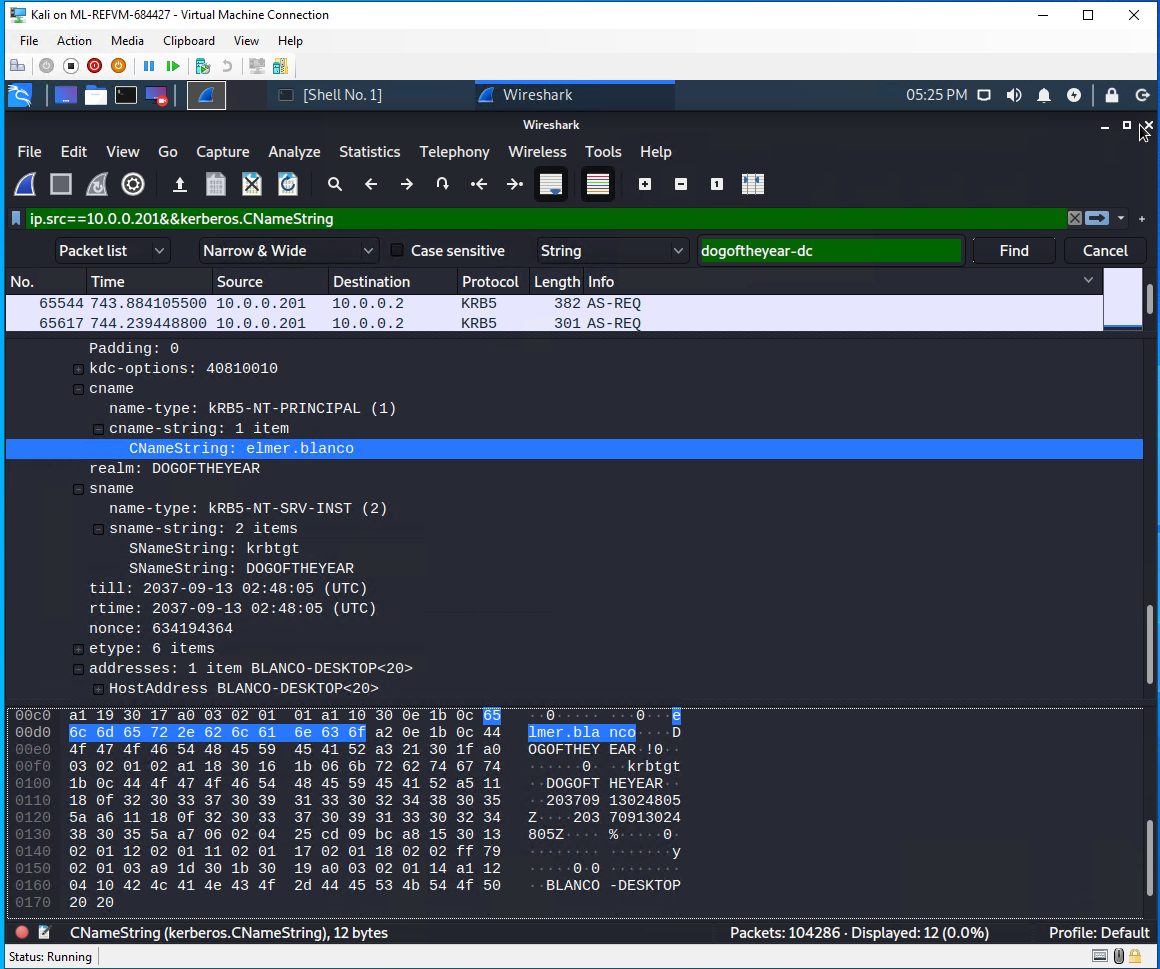 Kali on ML-REFVM-684427 - Virtual Machine Connection
File Action Media Clipboard View Help
[Shell No. 1] Wireshark 05:25 PM
Wireshark
File Edit View Go Capture Analyze Statistics Telephony Wireless Tools Help
ip.src==10.0.0.201&&kerberos.CNameString
Packet list Narrow & Wide Case sensitive String dogoftheyear-dc Find Cancel
No. Time Source Destination Protocol Length Info
65544 743.884105500 10.0.0.201 10.0.0.2 KRB5 382 AS-REQ
65617 744.239448800 10.0.0.201 10.0.0.2 KRB5 301 AS-REQ
Padding: 0
kdc-options: 40810010
cname
name-type: kRB5-NT-PRINCIPAL (1)
cname-string: 1 item
CNameString: elmer.blanco
realm: DOGOFTHEYEAR
sname
name-type: kRB5-NT-SRV-INST (2)
sname-string: 2 items
SNameString: krbtgt
SNameString: DOGOFTHEYEAR
till: 2037-09-13 02:48:05 (UTC)
rtime: 2037-09-13 02:48:05 (UTC)
nonce: 634194364
etype: 6 items
addresses: 1 item BLANCO-DESKTOP<20>
HostAddress BLANCO-DESKTOP<20>
00c0 a1 19 30 17 a0 03 02 01 01 a1 10 30 0e 1b 0c 65 ··0····· ···0···e
00d0 6c 6d 65 72 2e 62 6c 61 6e 63 6f a2 0e 1b 0c 44 lmer.bla nco····D
00e0 4f 47 4f 46 54 48 45 59 45 41 52 a3 21 30 1f a0 OGOFTHEY EAR·!0··
00f0 03 02 01 02 a1 18 30 16 1b 06 6b 72 62 74 67 74 ······0· ··krbtgt
0100 1b 0c 44 4f 47 4f 46 54 48 45 59 45 41 52 a5 11 ··DOGOFT HEYEAR··
0110 18 0f 32 30 33 37 30 39 31 33 30 32 34 38 30 35 ··203709 13024805
0120 5a a6 11 18 0f 32 30 33 37 30 39 31 33 30 32 34 Z····203 70913024
0130 38 30 35 5a a7 06 02 04 25 cd 09 bc a8 15 30 13 805Z···· %·····0·
0140 02 01 12 02 01 11 02 01 17 02 01 18 02 02 ff 79 ········ ·······y
0150 02 01 03 a9 1d 30 1b 30 19 a0 03 02 01 14 a1 12 ·····0·0 ········
0160 04 10 42 4c 41 4e 43 4f 2d 44 45 53 4b 54 4f 50 ··BLANCO -DESKTOP
0170 20 20
CNameString (kerberos.CNameString), 12 bytes Packets: 104286 · Displayed: 12 (0.0%) Profile: Default
Status: Running